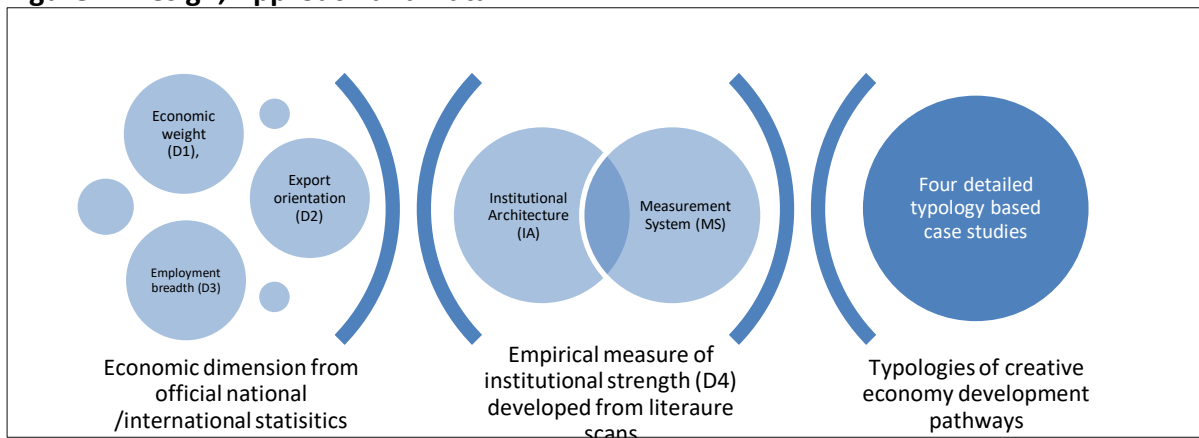 Economic
weight
(D1),
Export
orientation
(D2)
Employment
breadth (D3)
Economic dimension from
official national
/international statisitics
Institutional
Architecture
(IA)
Measurement
System (MS)
Empirical measure of
institutional strength (D4)
developed from literaure
scans
Four detailed
typology based
case studies
Typologies of creative
economy development
pathways